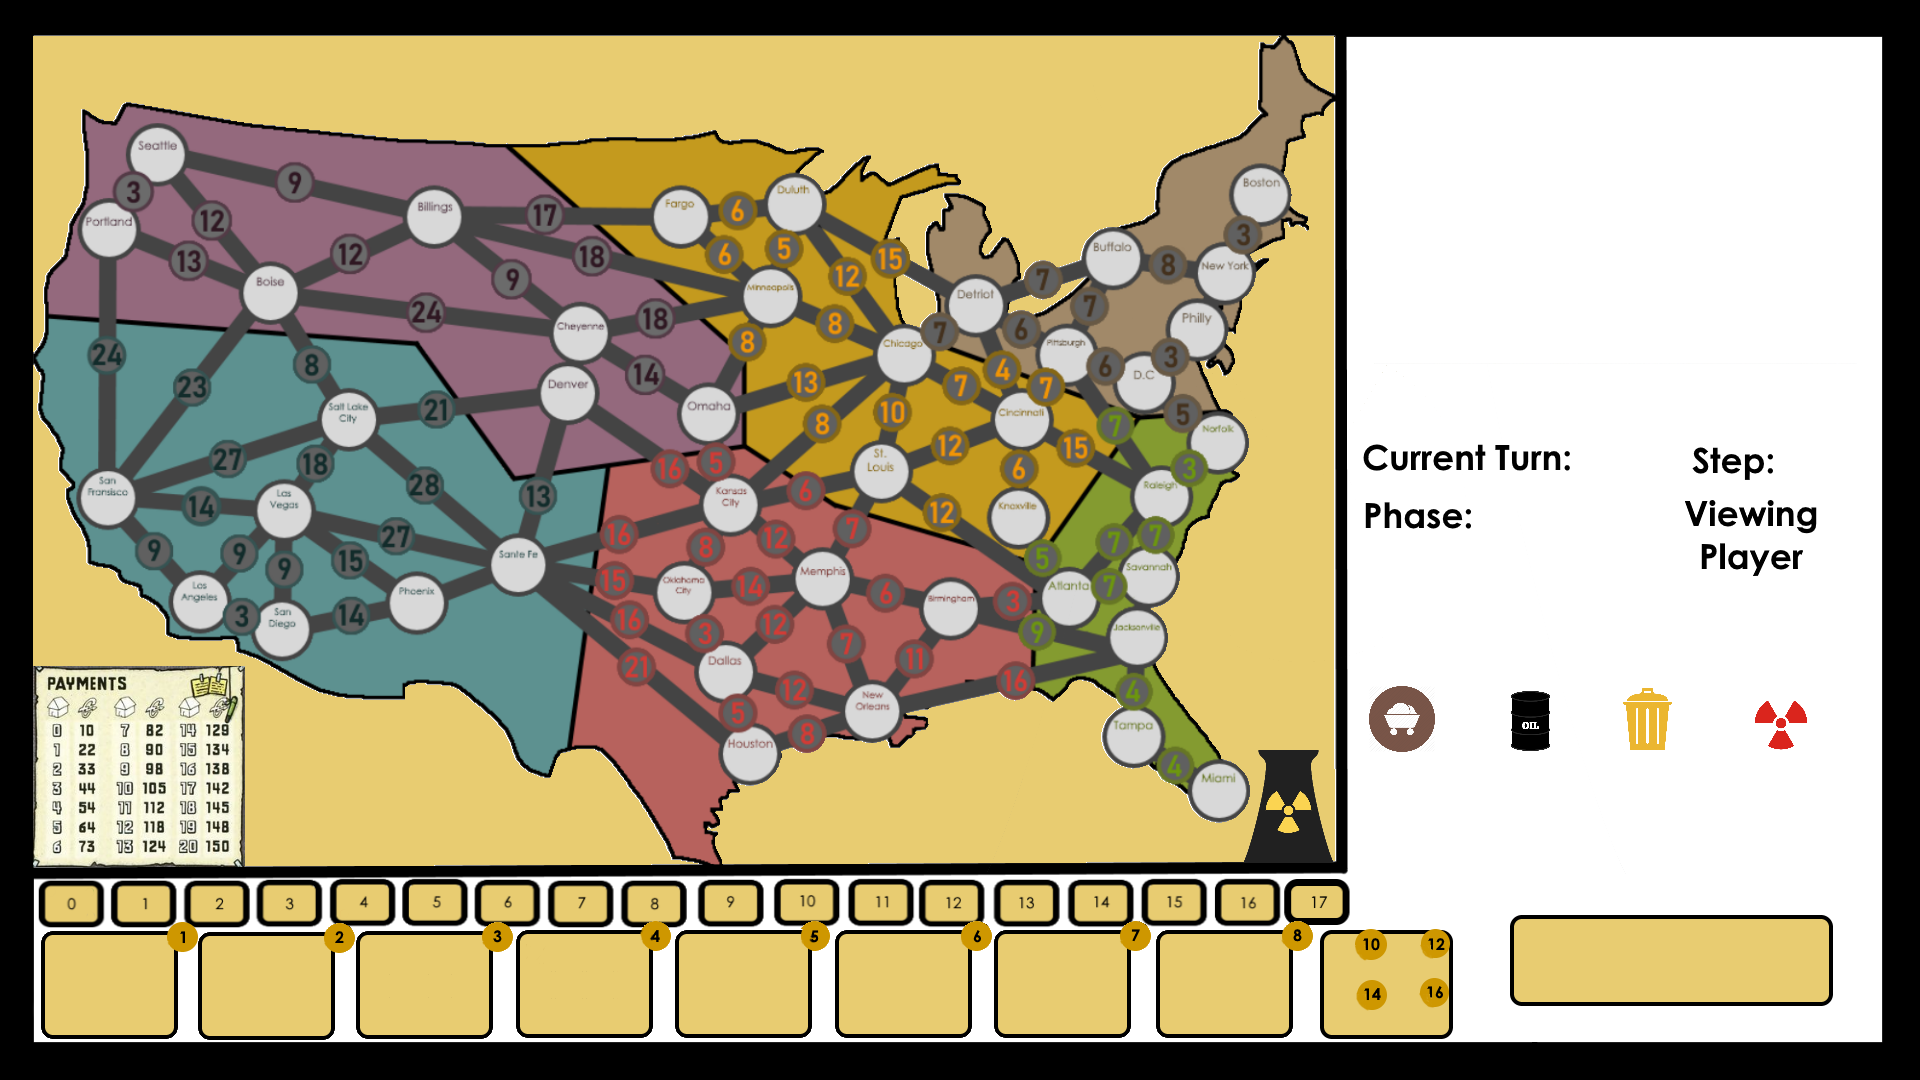 Seattle
3
Portland
9
12
13
Billings
12
17
18
Boise
9
24
Cheyenne
18
14
Fargo
6
Duluth
6
5
15
12
Minneapolis
8
8
Detriot
7
Buffalo
8
New York
3
Boston
7
6
7
Pittsburgh
6
Philly
3
D.C
5
Norfolk
24
23
8
Salt Lake
City
21
Denver
Omaha
13
Chicago
7
4
7
Cincinnati
8
10
12
15
7
3
Raleigh
27
18
28
13
16
5
Kansas
City
6
St.
Louis
6
Knoxville
12
San
Fransisco
14
Las
Vegas
27
16
8
12
7
5
7
7
Savannah
9
9
9
15
Sante Fe
15
Oklahoma
City
14
Memphis
6
Birmingham
3
Atlanta
7
Los
Angeles
3
San
Diego
14
Phoenix
16
3
12
7
11
9
Jacksonville
21
Dallas
12
16
4
5
New
Orleans
8
Houston
Tampa
4
Miami
PAYMENTS
0 10 7 82 14 129
1 22 8 90 15 134
2 33 9 98 16 138
3 44 10 105 17 142
4 54 11 112 18 145
5 64 12 118 19 148
6 73 13 124 20 150
Current Turn:
Step:
Phase:
Viewing
Player
OIL
0 1 2 3 4 5 6 7 8 9 10 11 12 13 14 15 16 17
1 2 3 4 5 6 7 8
10 12
14 16